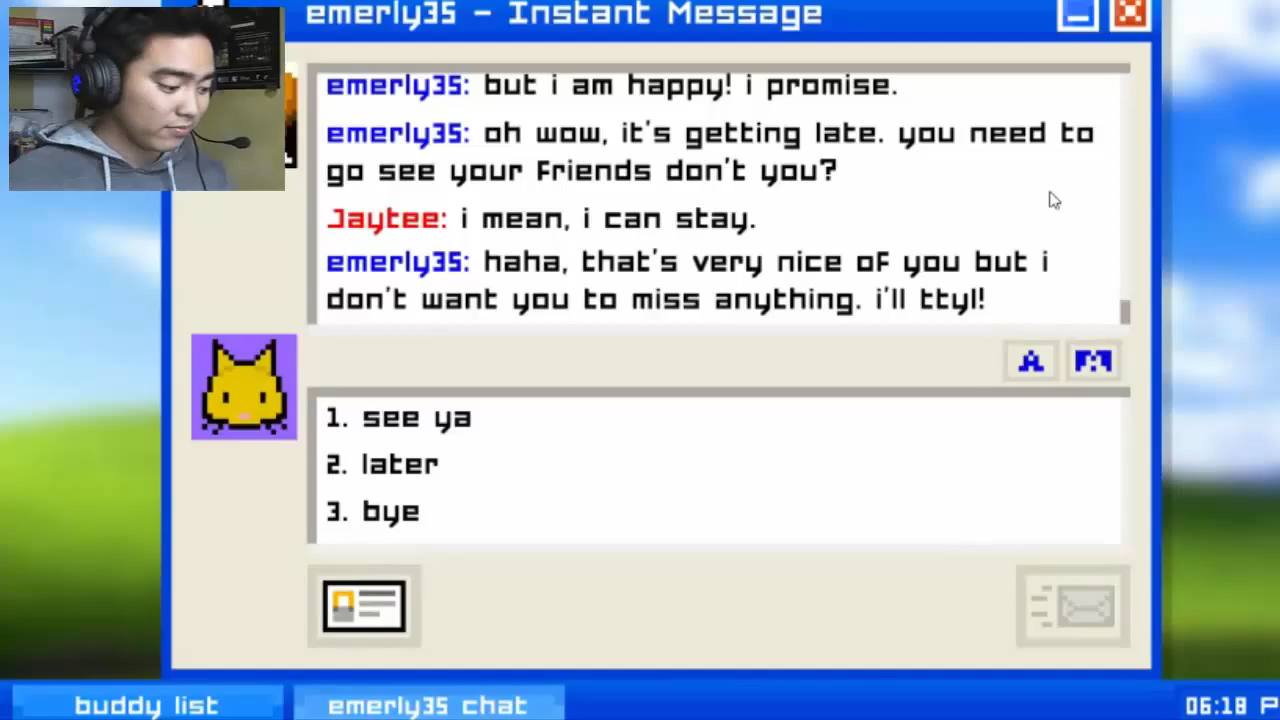 emerly35 - Instant Message
emerly35: but i am happy! i promise.
emerly35: oh wow, it's getting late. you need to
go see your Friends don't you?
Jaytee: i mean, i can stay.
emerly35: haha, that's very nice of you but i
don't want you to miss anything. i'll ttyl!
A
1. see ya
2. later
3. bye
buddy list
emerly35 chat
06:18 P